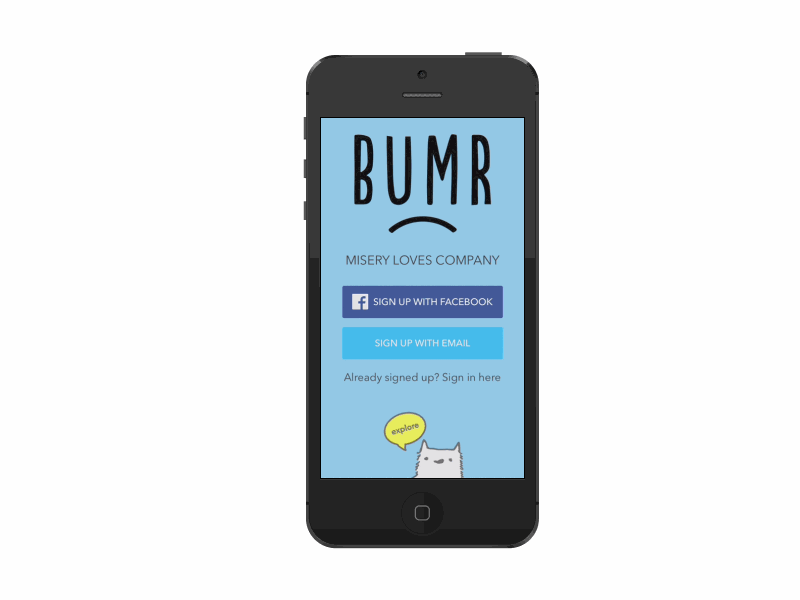 BUMR
MISERY LOVES COMPANY
SIGN UP WITH FACEBOOK
SIGN UP WITH EMAIL
Already signed up? Sign in here
explore